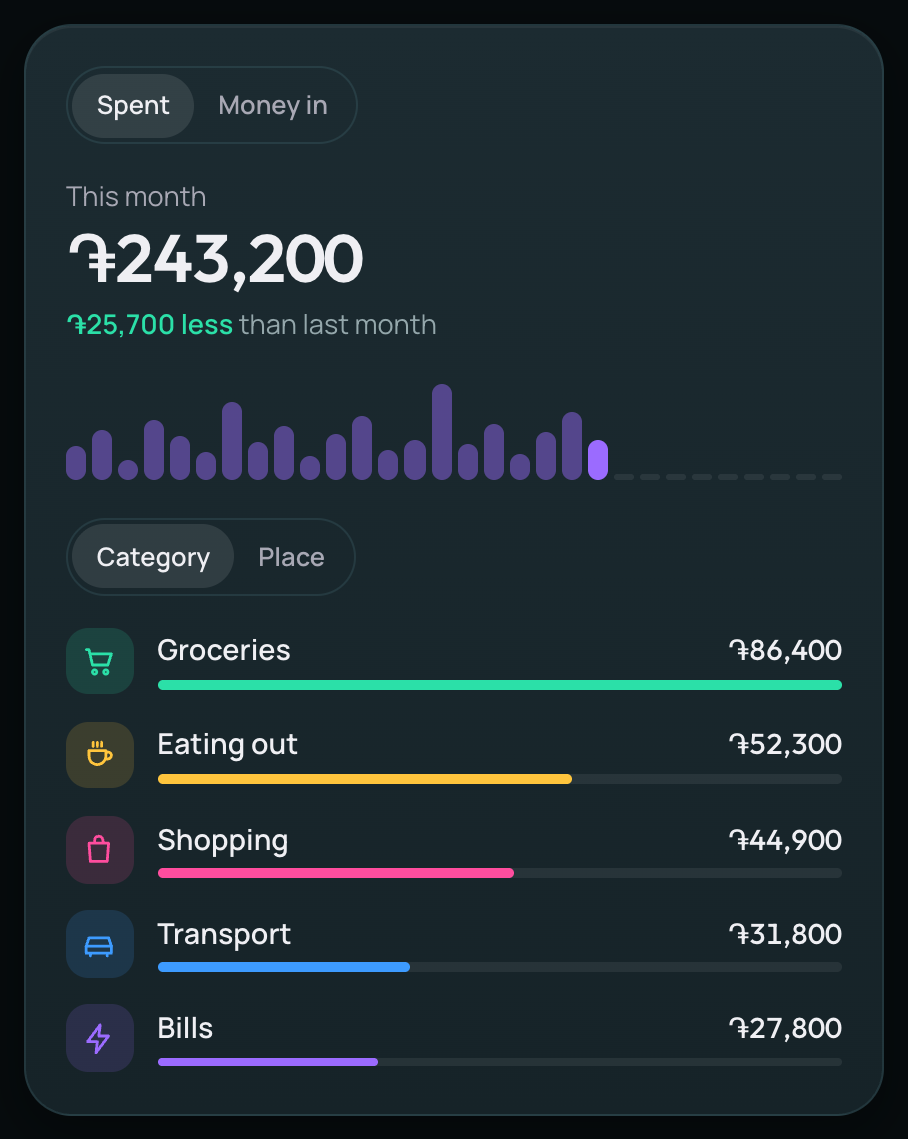 Spent Money in
This month
֏243,200
֏25,700 less than last month
Category Place
Groceries ֏86,400
Eating out ֏52,300
Shopping ֏44,900
Transport ֏31,800
Bills ֏27,800